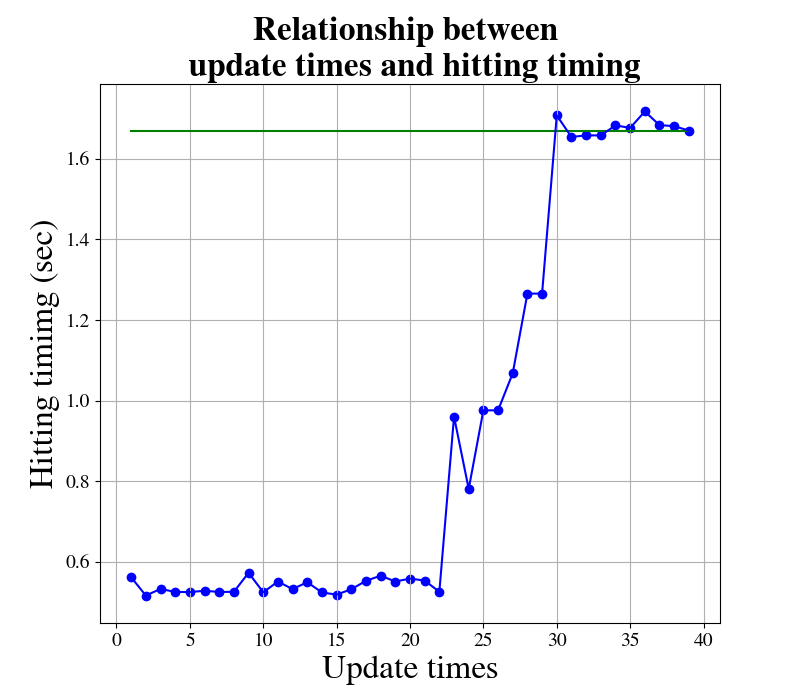 Relationship between
update times and hitting timing
Hitting timimg (sec)
1.6
1.4
1.2
1.0
0.8
0.6
0 5 10 15 20 25 30 35 40
Update times